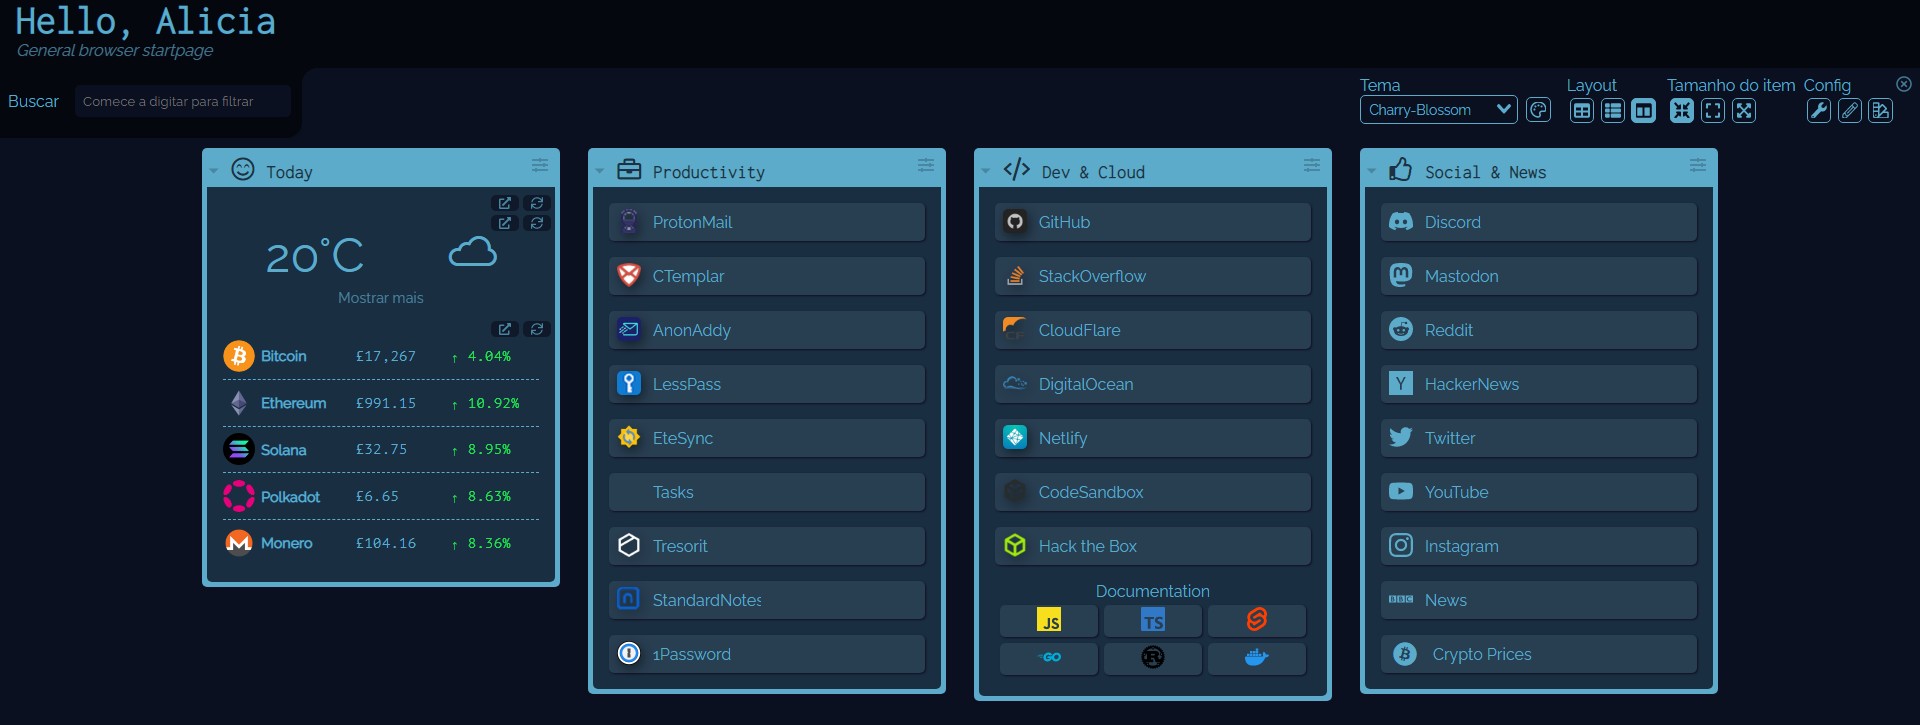 Hello, Alicia
General browser startpage
Buscar
Comece a digitar para filtrar
Tema
Charry-Blossom
Layout
Tamanho do item
Config
Today
20°C
Mostrar mais
Bitcoin £17,267 ↑ 4.04%
Ethereum £991.15 ↑ 10.92%
Solana £32.75 ↑ 8.95%
Polkadot £6.65 ↑ 8.63%
Monero £104.16 ↑ 8.36%
Productivity
ProtonMail
CTemplar
AnonAddy
LessPass
EteSync
Tasks
Tresorit
StandardNotes
1Password
Dev & Cloud
GitHub
StackOverflow
CloudFlare
DigitalOcean
Netlify
CodeSandbox
Hack the Box
Documentation
JS
TS
GO
Social & News
Discord
Mastodon
Reddit
Y HackerNews
Twitter
YouTube
Instagram
BBC News
Crypto Prices